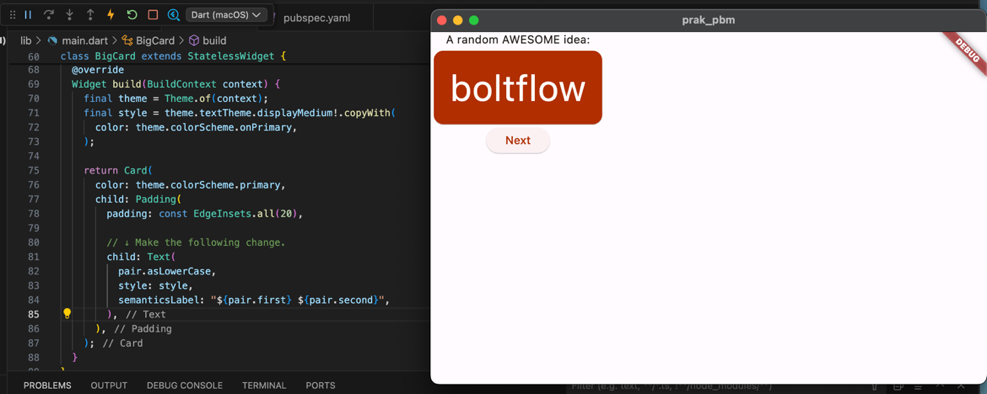 Dart (macOS)
pubspec.yaml
lib > main.dart > BigCard > build
60 class BigCard extends StatelessWidget {
68 @override
69 Widget build(BuildContext context) {
70 final theme = Theme.of(context);
71 final style = theme.textTheme.displayMedium!.copyWith(
72 color: theme.colorScheme.onPrimary,
73 );
74
75 return Card(
76 color: theme.colorScheme.primary,
77 child: Padding(
78 padding: const EdgeInsets.all(20),
79
80 // ↓ Make the following change.
81 child: Text(
82 pair.asLowerCase,
83 style: style,
84 semanticsLabel: "${pair.first} ${pair.second}",
85 ), // Text
86 ), // Padding
87 ); // Card
88 }
PROBLEMS OUTPUT DEBUG CONSOLE TERMINAL PORTS
prak_pbm
DEBUG
A random AWESOME idea:
boltflow
Next